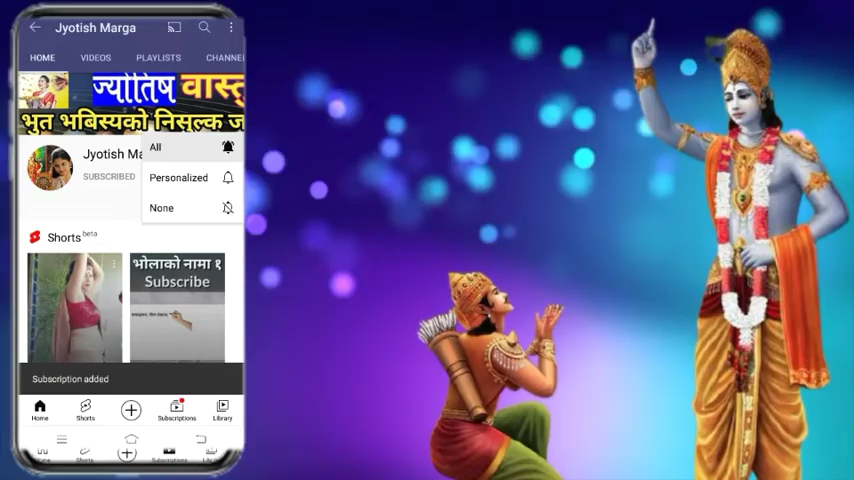 Jyotish Marga
HOME VIDEOS PLAYLISTS CHANNE
ज्योतिष वास्तु
भुत भबिस्यको निसुल्क ज
Jyotish Ma
SUBSCRIBED
All
Personalized
None
Shorts beta
भोलाको नामा १
Subscribe
Subscription added
Home Shorts Subscriptions Library